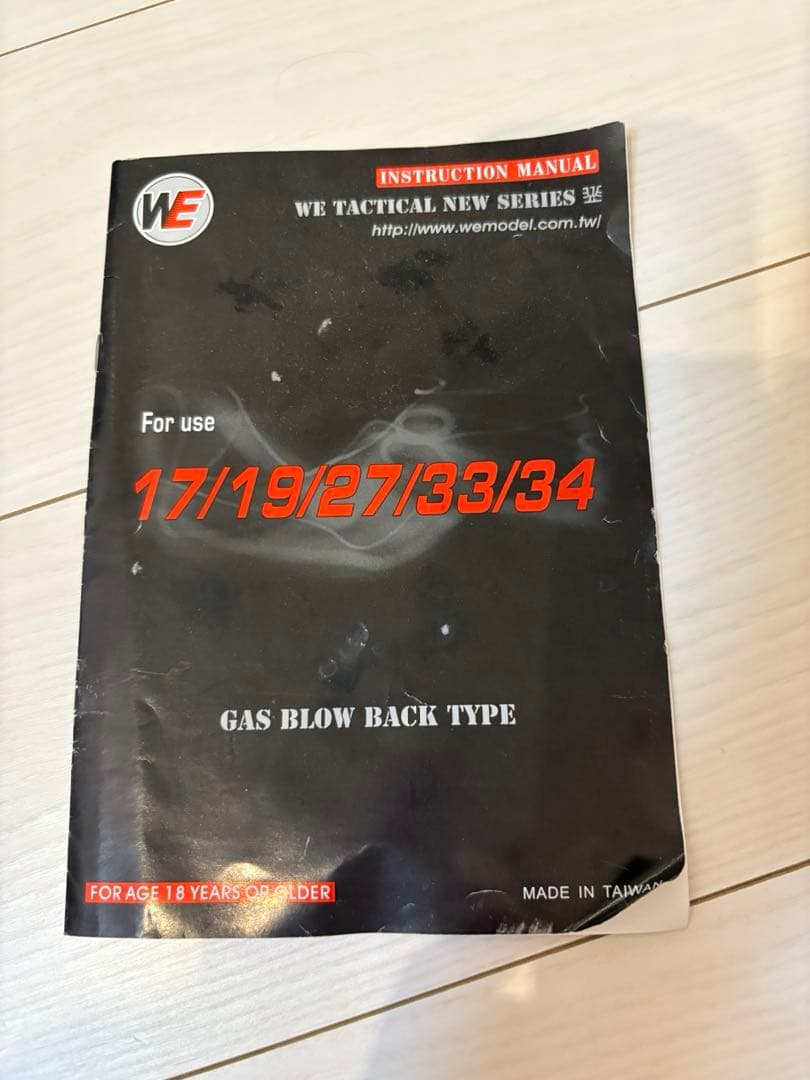 WE
INSTRUCTION MANUAL
WE TACTICAL NEW SERIES
http://www.wemodel.com.tw/
For use
17/19/27/33/34
GAS BLOW BACK TYPE
FOR AGE 18 YEARS OR OLDER
MADE IN TAIWAN